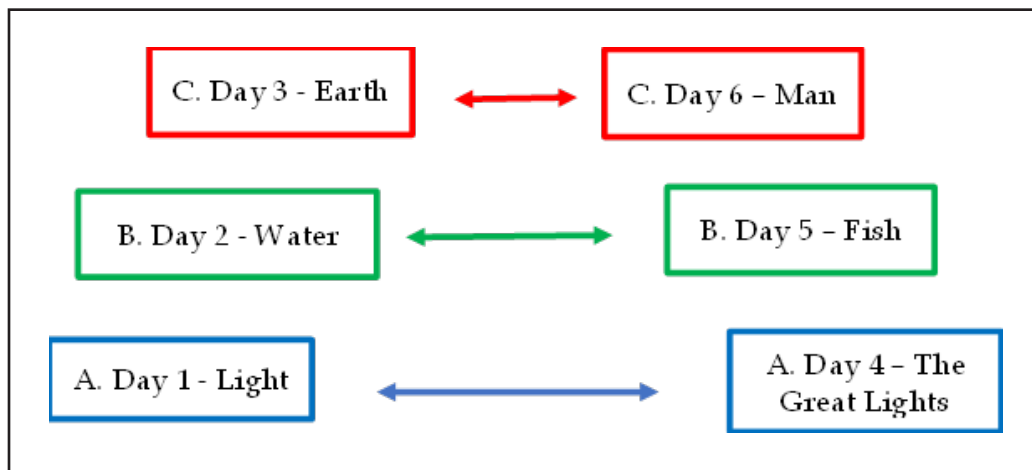 C. Day 3 - Earth
C. Day 6 – Man
B. Day 2 - Water
B. Day 5 – Fish
A. Day 1 - Light
A. Day 4 – The
Great Lights